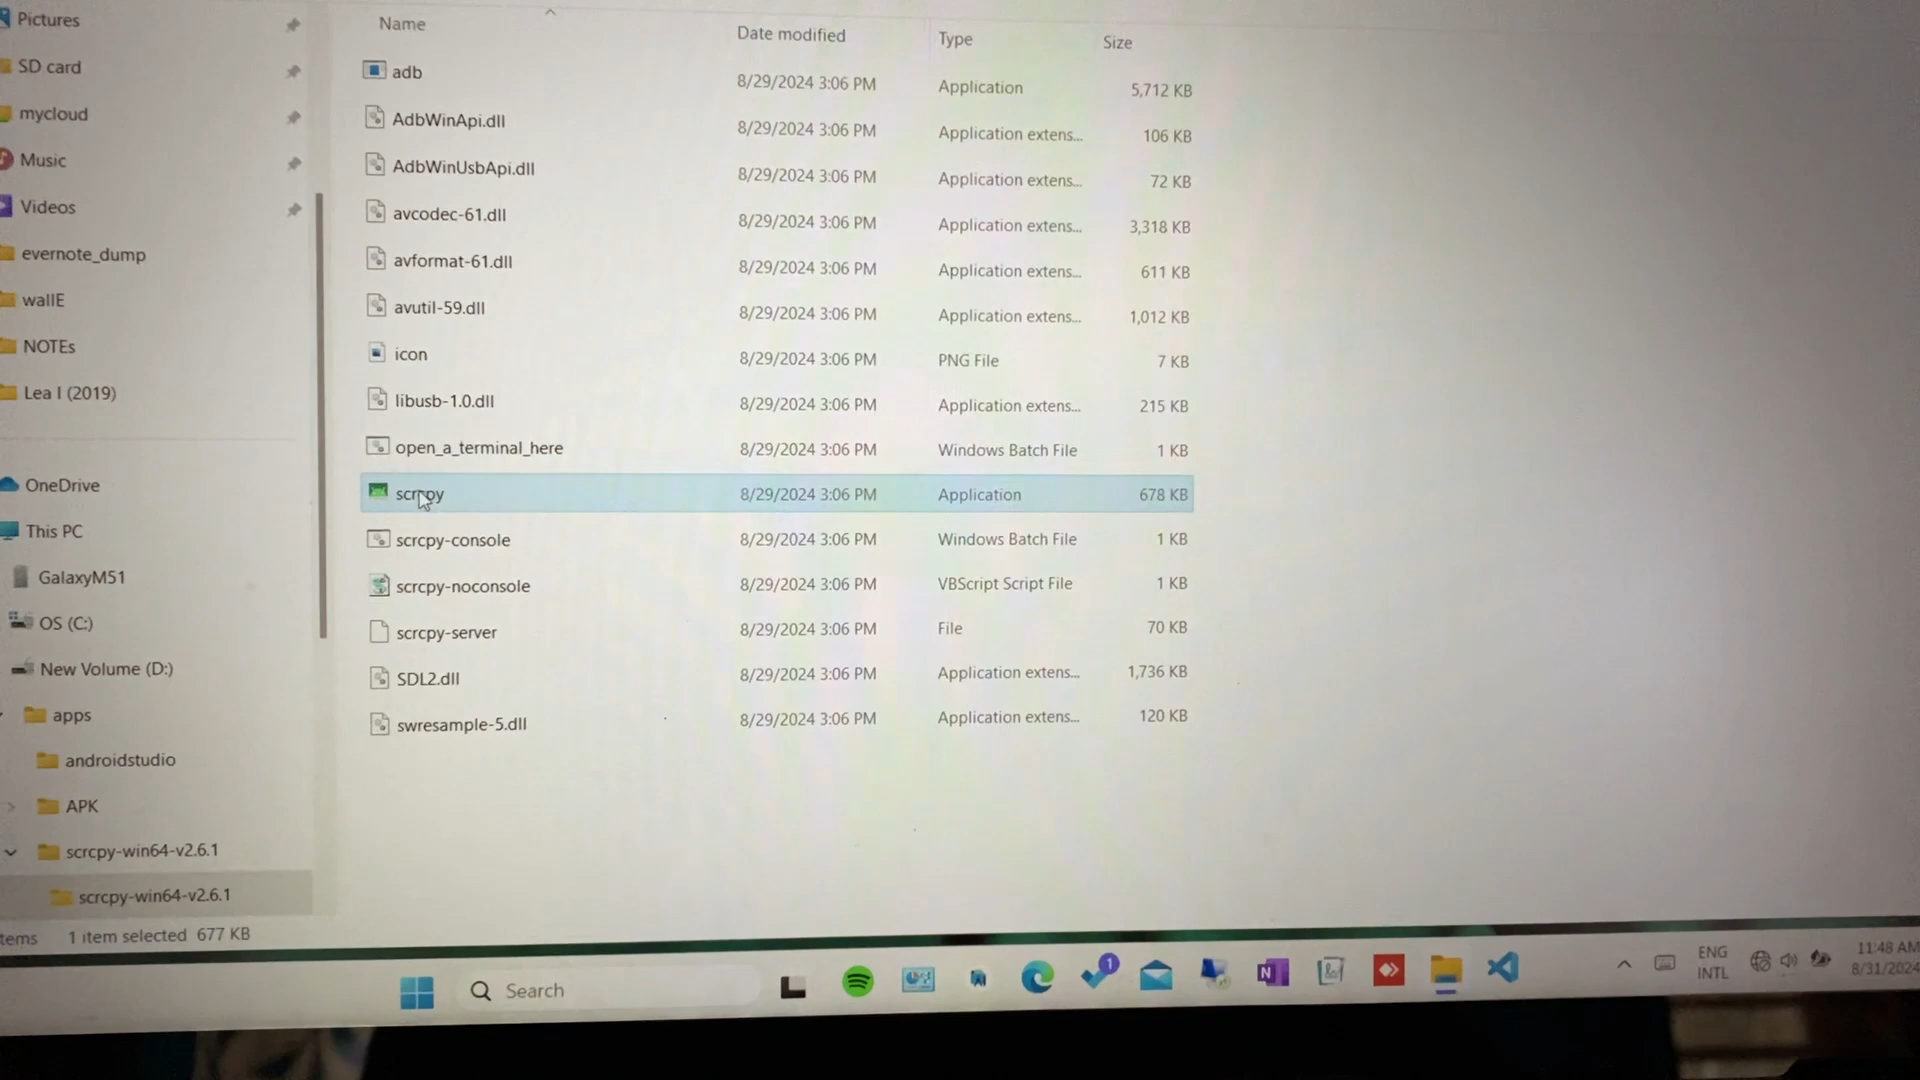 Pictures
SD card
mycloud
Music
Videos
evernote_dump
wallE
NOTEs
Lea I (2019)
OneDrive
This PC
GalaxyM51
OS (C:)
New Volume (D:)
apps
androidstudio
APK
scrcpy-win64-v2.6.1
scrcpy-win64-v2.6.1
Name Date modified Type Size
adb 8/29/2024 3:06 PM Application 5,712 KB
AdbWinApi.dll 8/29/2024 3:06 PM Application extens... 106 KB
AdbWinUsbApi.dll 8/29/2024 3:06 PM Application extens... 72 KB
avcodec-61.dll 8/29/2024 3:06 PM Application extens... 3,318 KB
avformat-61.dll 8/29/2024 3:06 PM Application extens... 611 KB
avutil-59.dll 8/29/2024 3:06 PM Application extens... 1,012 KB
icon 8/29/2024 3:06 PM PNG File 7 KB
libusb-1.0.dll 8/29/2024 3:06 PM Application extens... 215 KB
open_a_terminal_here 8/29/2024 3:06 PM Windows Batch File 1 KB
scrcpy 8/29/2024 3:06 PM Application 678 KB
scrcpy-console 8/29/2024 3:06 PM Windows Batch File 1 KB
scrcpy-noconsole 8/29/2024 3:06 PM VBScript Script File 1 KB
scrcpy-server 8/29/2024 3:06 PM File 70 KB
SDL2.dll 8/29/2024 3:06 PM Application extens... 1,736 KB
swresample-5.dll 8/29/2024 3:06 PM Application extens... 120 KB
tems 1 item selected 677 KB
Search
1
N
ENG
INTL
11:48 AM
8/31/2024